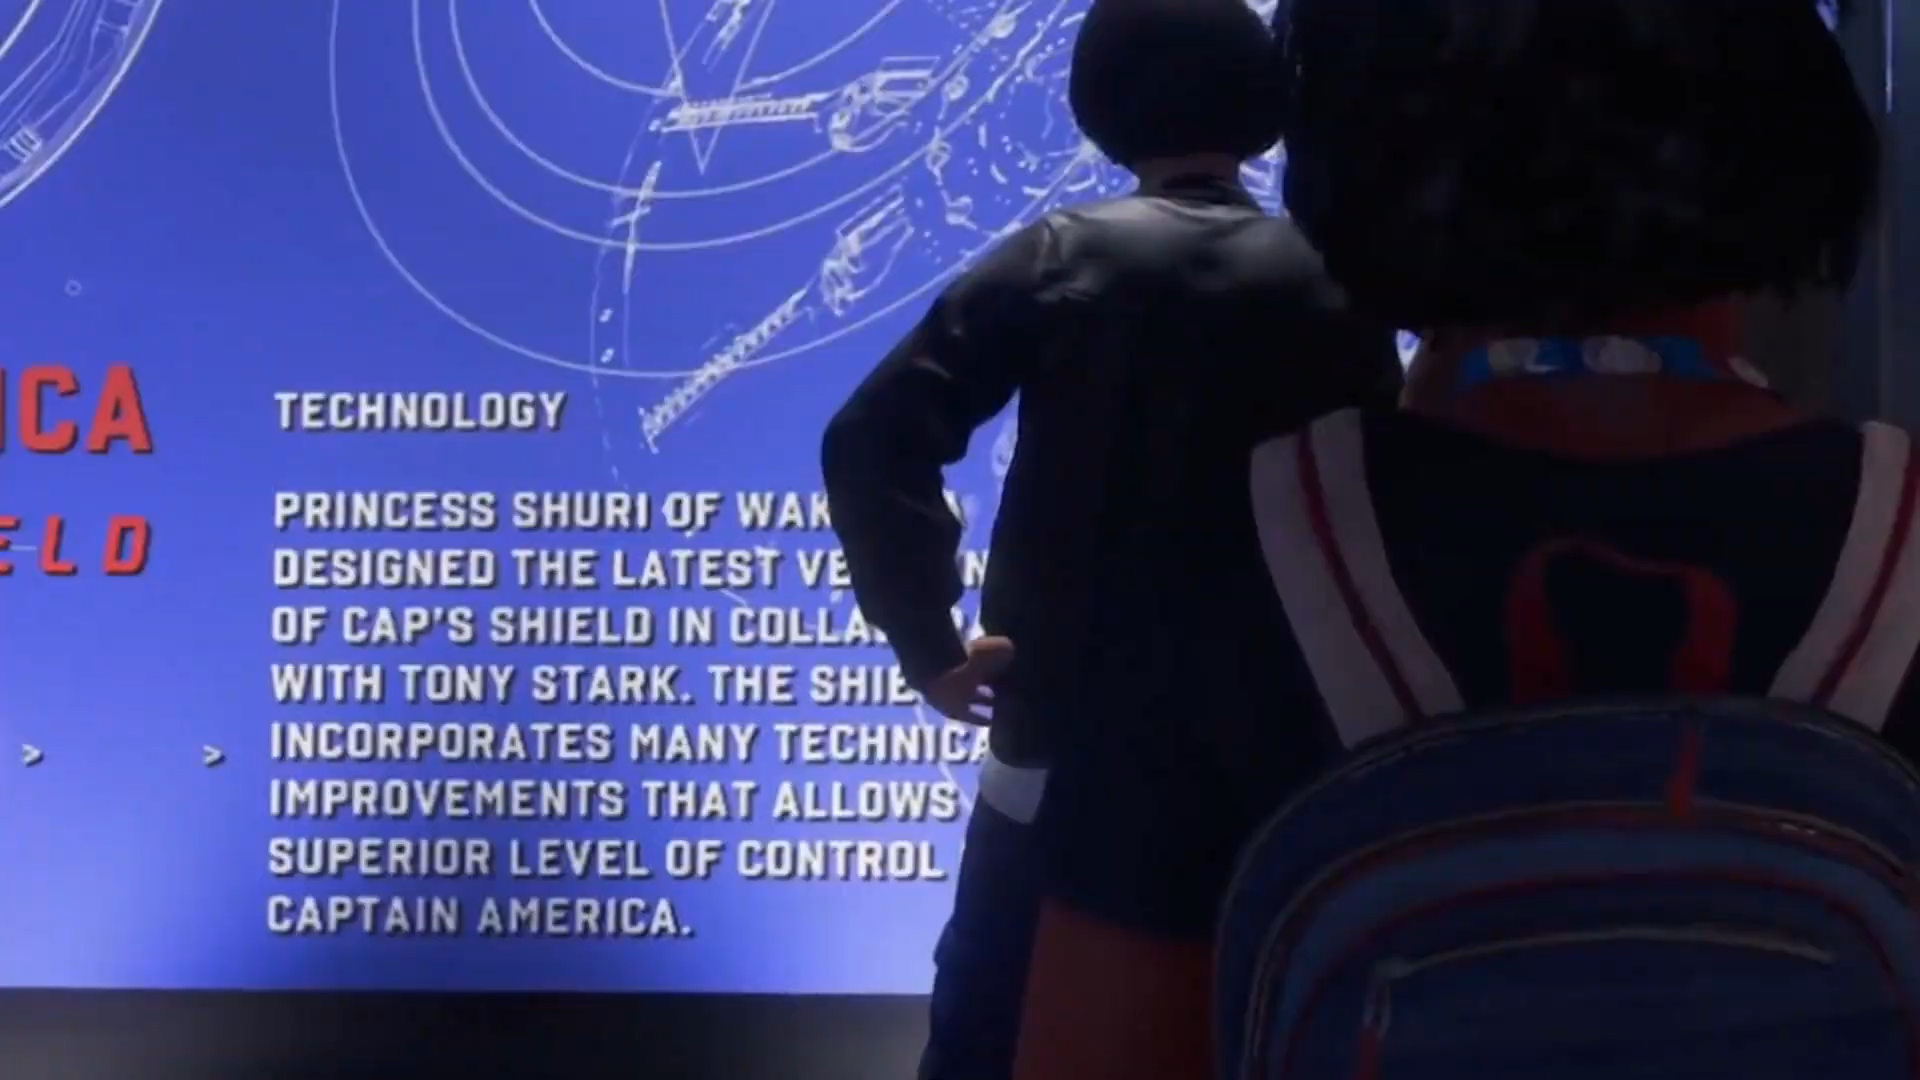 ICA
ELD
TECHNOLOGY
PRINCESS SHURI OF
DESIGNED THE LATEST
OF CAP'S SHIELD IN
WITH TONY STARK. THE
INCORPORATES MANY
IMPROVEMENTS THAT ALLOWS
SUPERIOR LEVEL OF CONTROL
CAPTAIN AMERICA.
> >